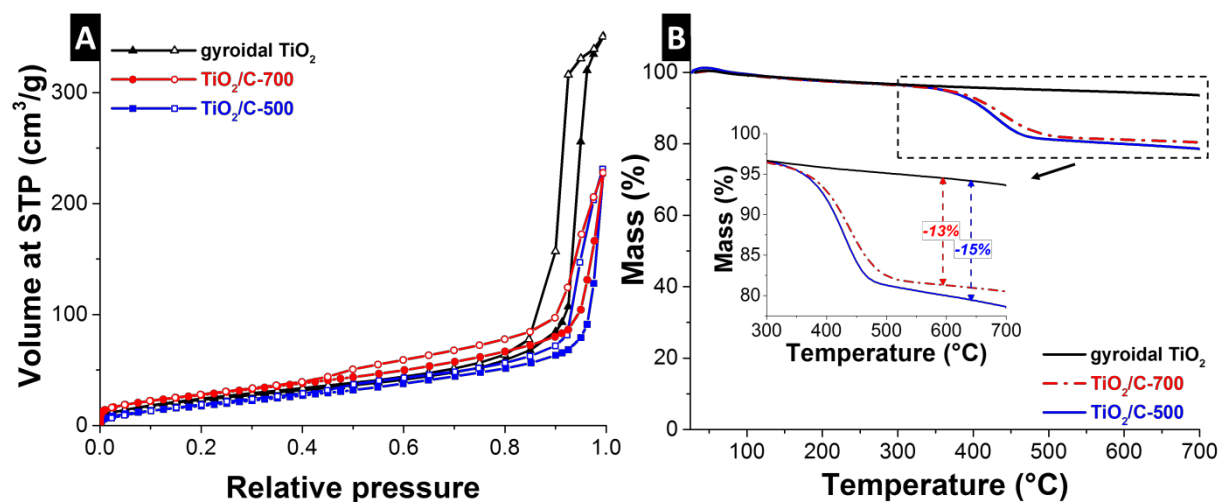 A
gyroidal TiO₂
TiO₂/C-700
TiO₂/C-500
Volume at STP (cm³/g)
300
200
100
0
0.0
0.2
0.4
0.6
0.8
1.0
Relative pressure
B
100
80
60
40
20
0
Mass (%)
100
95
90
85
80
Mass (%)
-13%
-15%
300
400
500
600
700
Temperature (°C)
gyroidal TiO₂
TiO₂/C-700
TiO₂/C-500
100
200
300
400
500
600
700
Temperature (°C)